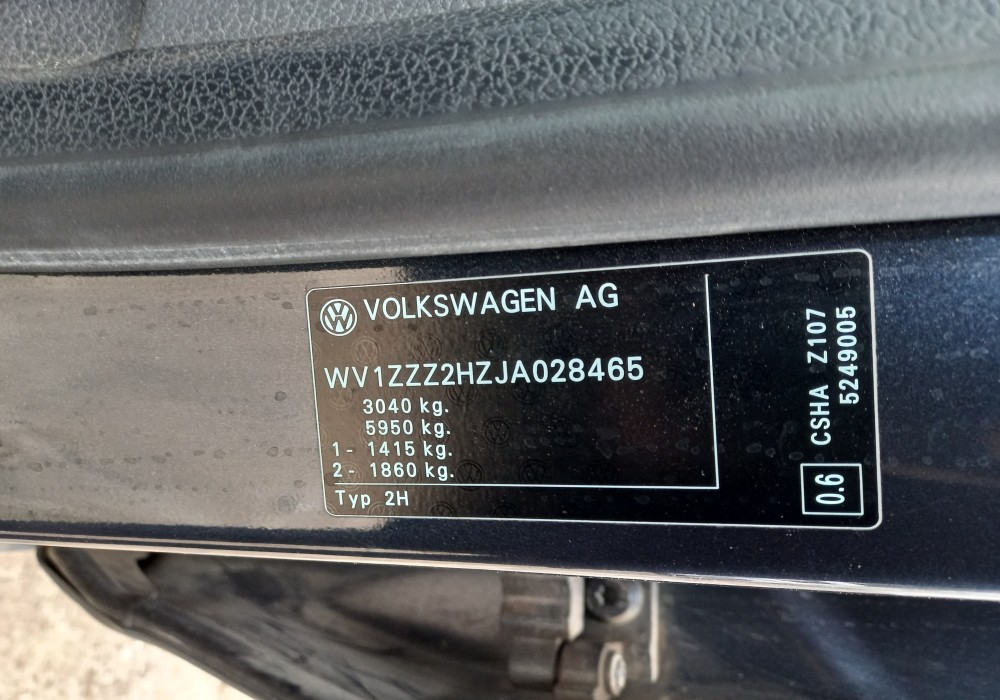 VOLKSWAGEN AG
WV1ZZZ2HZJA028465
3040 kg.
5950 kg.
1- 1415 kg.
2- 1860 kg.
Typ 2H
CSHA Z107
5249005
0.6